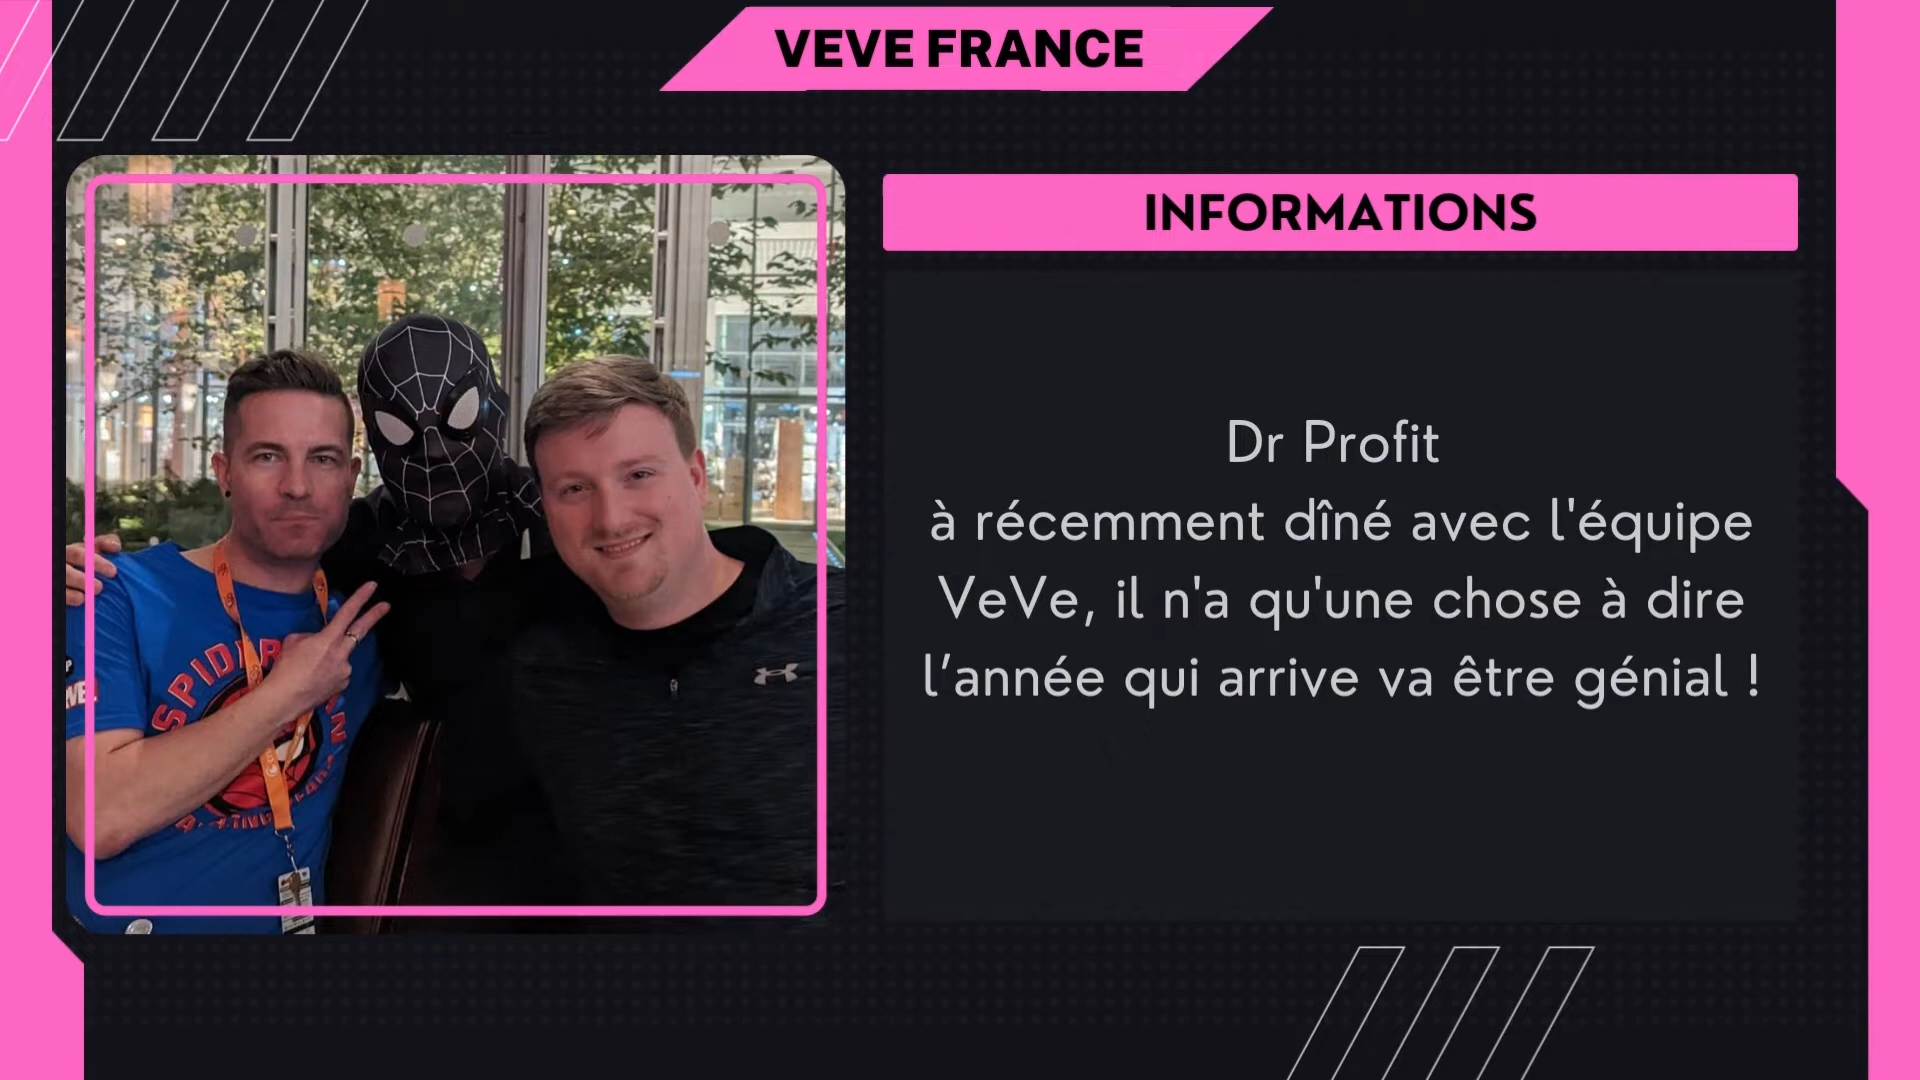 VEVE FRANCE
INFORMATIONS
Dr Profit
à récemment dîné avec l'équipe
VeVe, il n'a qu'une chose à dire
l’année qui arrive va être génial !
SPIDER